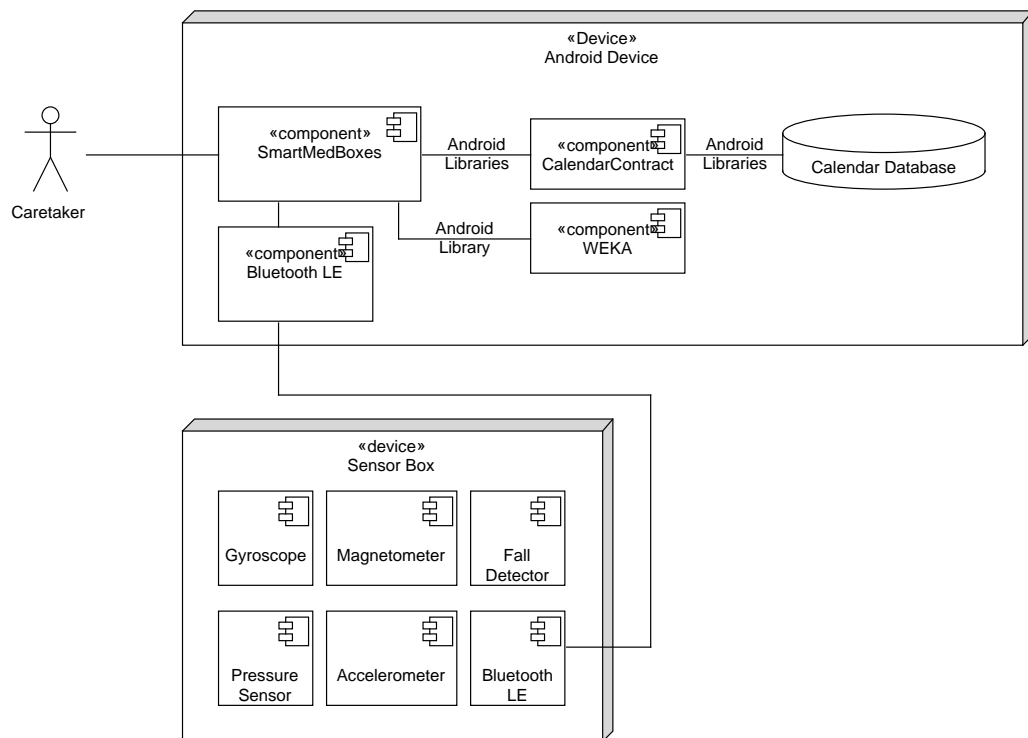 «Device»
Android Device
«component»
SmartMedBoxes
Android
Libraries
«component»
CalendarContract
Android
Libraries
Calendar Database
Caretaker
Android
Library
«component»
WEKA
«component»
Bluetooth LE
«device»
Sensor Box
Gyroscope
Magnetometer
Fall
Detector
Pressure
Sensor
Accelerometer
Bluetooth
LE